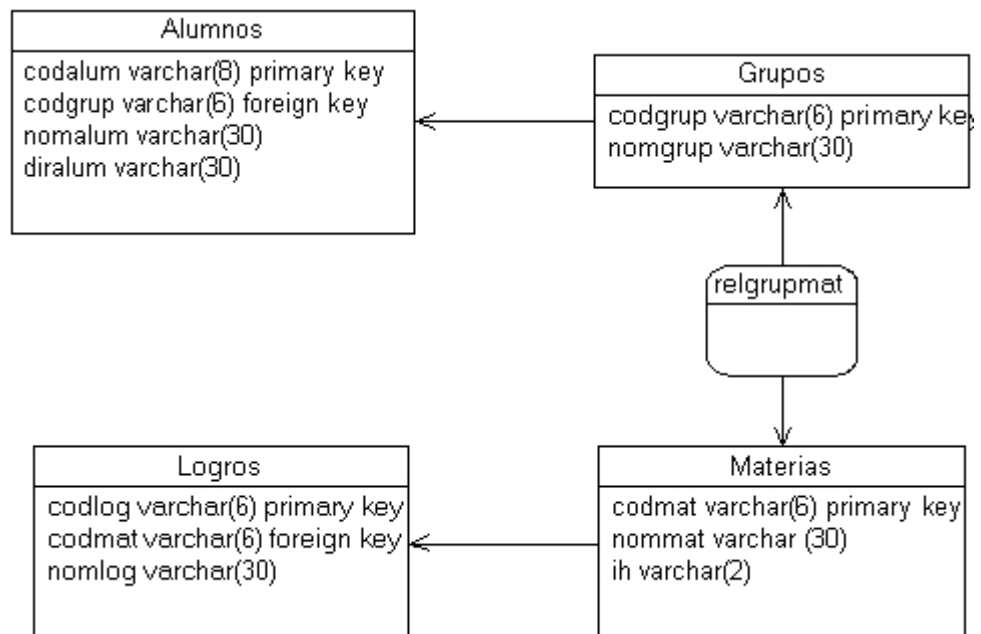 Alumnos
codalum varchar(8) primary key
codgrup varchar(6) foreign key
nomalum varchar(30)
diralum varchar(30)
Grupos
codgrup varchar(6) primary key
nomgrup varchar(30)
relgrupmat
Logros
codlog varchar(6) primary key
codmat varchar(6) foreign key
nomlog varchar(30)
Materias
codmat varchar(6) primary key
nommat varchar (30)
ih varchar(2)